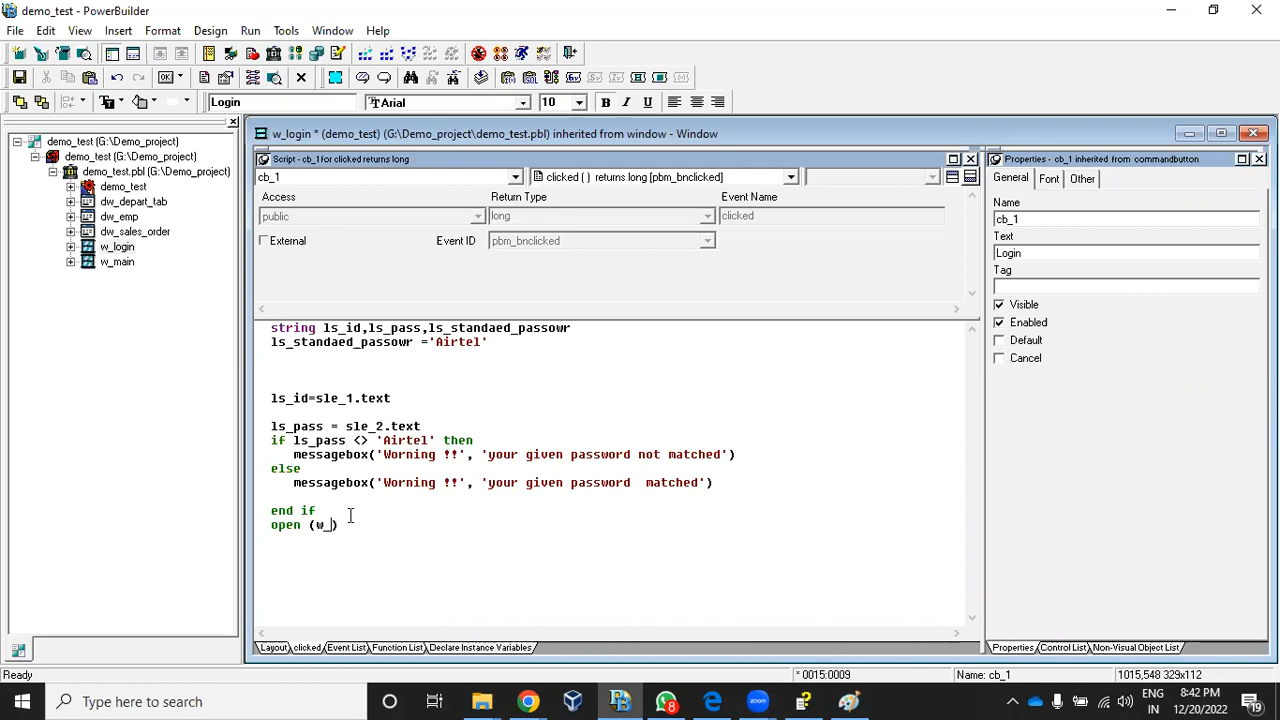 demo_test - PowerBuilder
File Edit View Insert Format Design Run Tools Window Help
Login Arial 10 B I U
w_login * (demo_test) (G:\Demo_project\demo_test.pbl) inherited from window - Window
demo_test (G:\Demo_project)
demo_test (G:\Demo_project)
demo_test.pbl (G:\Demo_project)
demo_test
dw_depart_tab
dw_emp
dw_sales_order
w_login
w_main
Script - cb_1 for clicked returns long
cb_1 clicked ( ) returns long [pbm_bnclicked]
Access Return Type Event Name
public long clicked
External Event ID pbm_bnclicked
string ls_id,ls_pass,ls_standaed_passowr
ls_standaed_passowr ='Airtel'
ls_id=sle_1.text
ls_pass = sle_2.text
if ls_pass <> 'Airtel' then
messagebox('Worning !!', 'your given password not matched')
else
messagebox('Worning !!', 'your given password  matched')
end if
open (w_)
Layout clicked Event List Function List Declare Instance Variables
Properties - cb_1 inherited from commandbutton
General Font Other
Name
cb_1
Text
Login
Tag
Visible
Enabled
Default
Cancel
Properties Control List Non-Visual Object List
Ready * 0015:0009 Name: cb_1 1015,548 329x112
Type here to search
8
ENG
IN
8:42 PM
12/20/2022
19